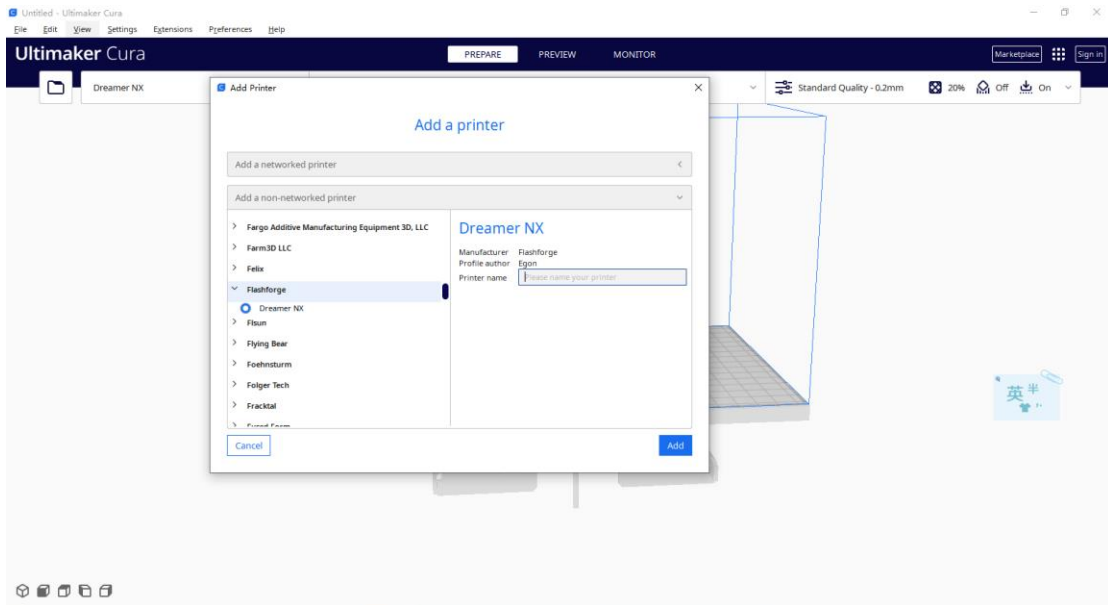 Untitled - Ultimaker Cura
File Edit View Settings Extensions Preferences Help
Ultimaker Cura PREPARE PREVIEW MONITOR Marketplace Sign in
Dreamer NX Standard Quality - 0.2mm 20% Off On
Add Printer
Add a printer
Add a networked printer
Add a non-networked printer
Fargo Additive Manufacturing Equipment 3D, LLC
Farm3D LLC
Felix
Flashforge
Dreamer NX
Flsun
Flying Bear
Foehnsturm
Folger Tech
Fracktal
Fused Form
Dreamer NX
Manufacturer Flashforge
Profile author Egon
Printer name Please name your printer
Cancel Add
英 半